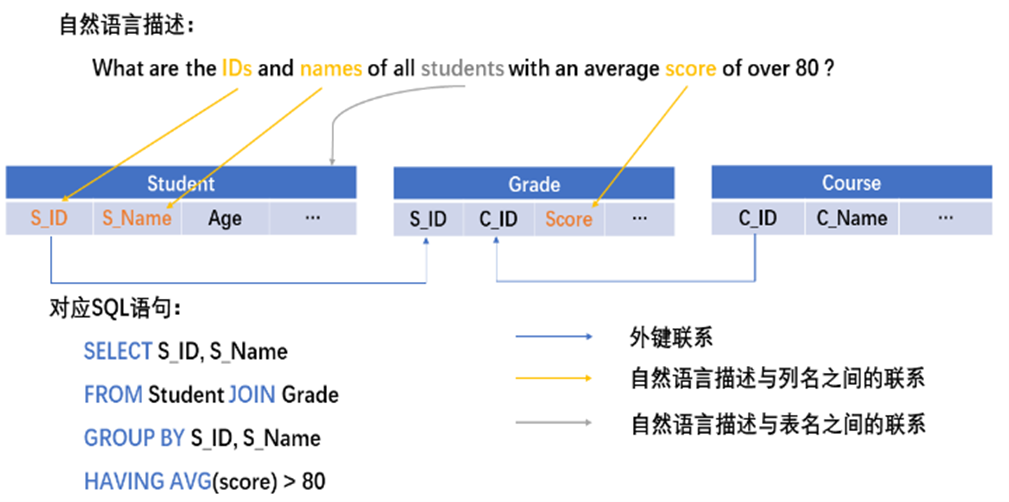 自然语言描述：
What are the IDs and names of all students with an average score of over 80 ?
Student
S_ID S_Name Age ...
Grade
S_ID C_ID Score ...
Course
C_ID C_Name ...
对应SQL语句：
SELECT S_ID, S_Name
FROM Student JOIN Grade
GROUP BY S_ID, S_Name
HAVING AVG(score) > 80
外键联系
自然语言描述与列名之间的联系
自然语言描述与表名之间的联系